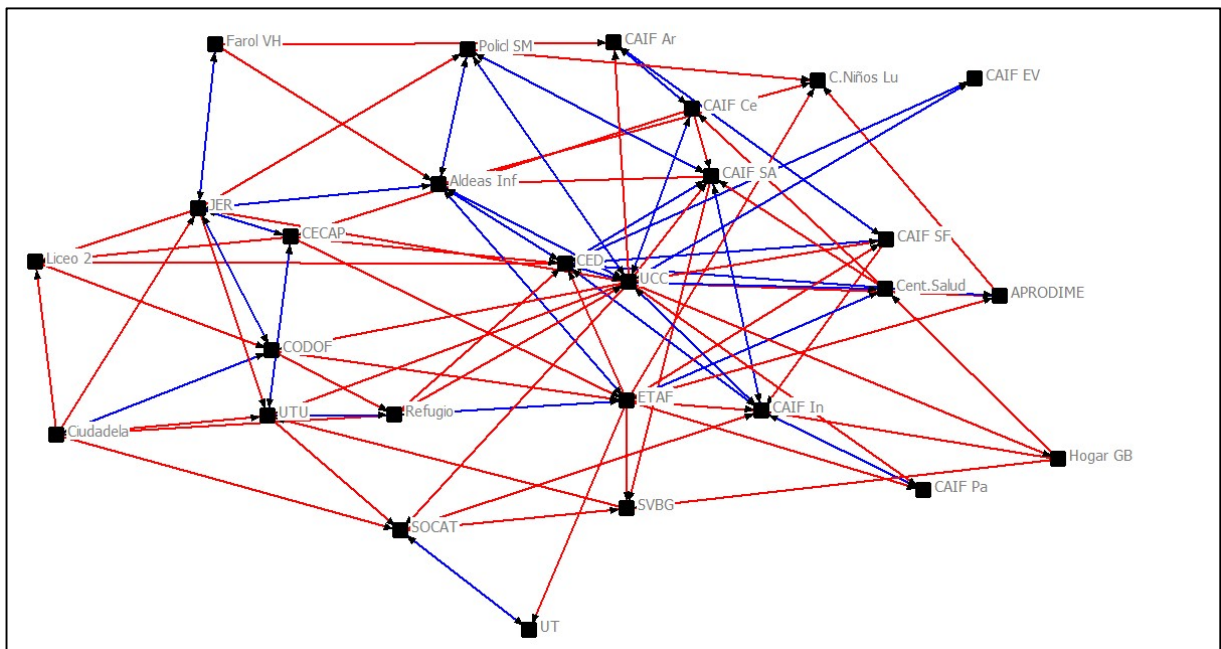 Farol VH
Policl SM
CAIF Ar
C.Niños Lu
CAIF EV
CAIF Ce
CAIF SA
Aldeas Inf
JER
CECAP
CAIF SF
Liceo 2
CED
UCC
Cent.Salud
APRODIME
CODOF
ETAF
CAIF In
UTU
Refugio
Ciudadela
Hogar GB
CAIF Pa
SVBG
SOCAT
UT